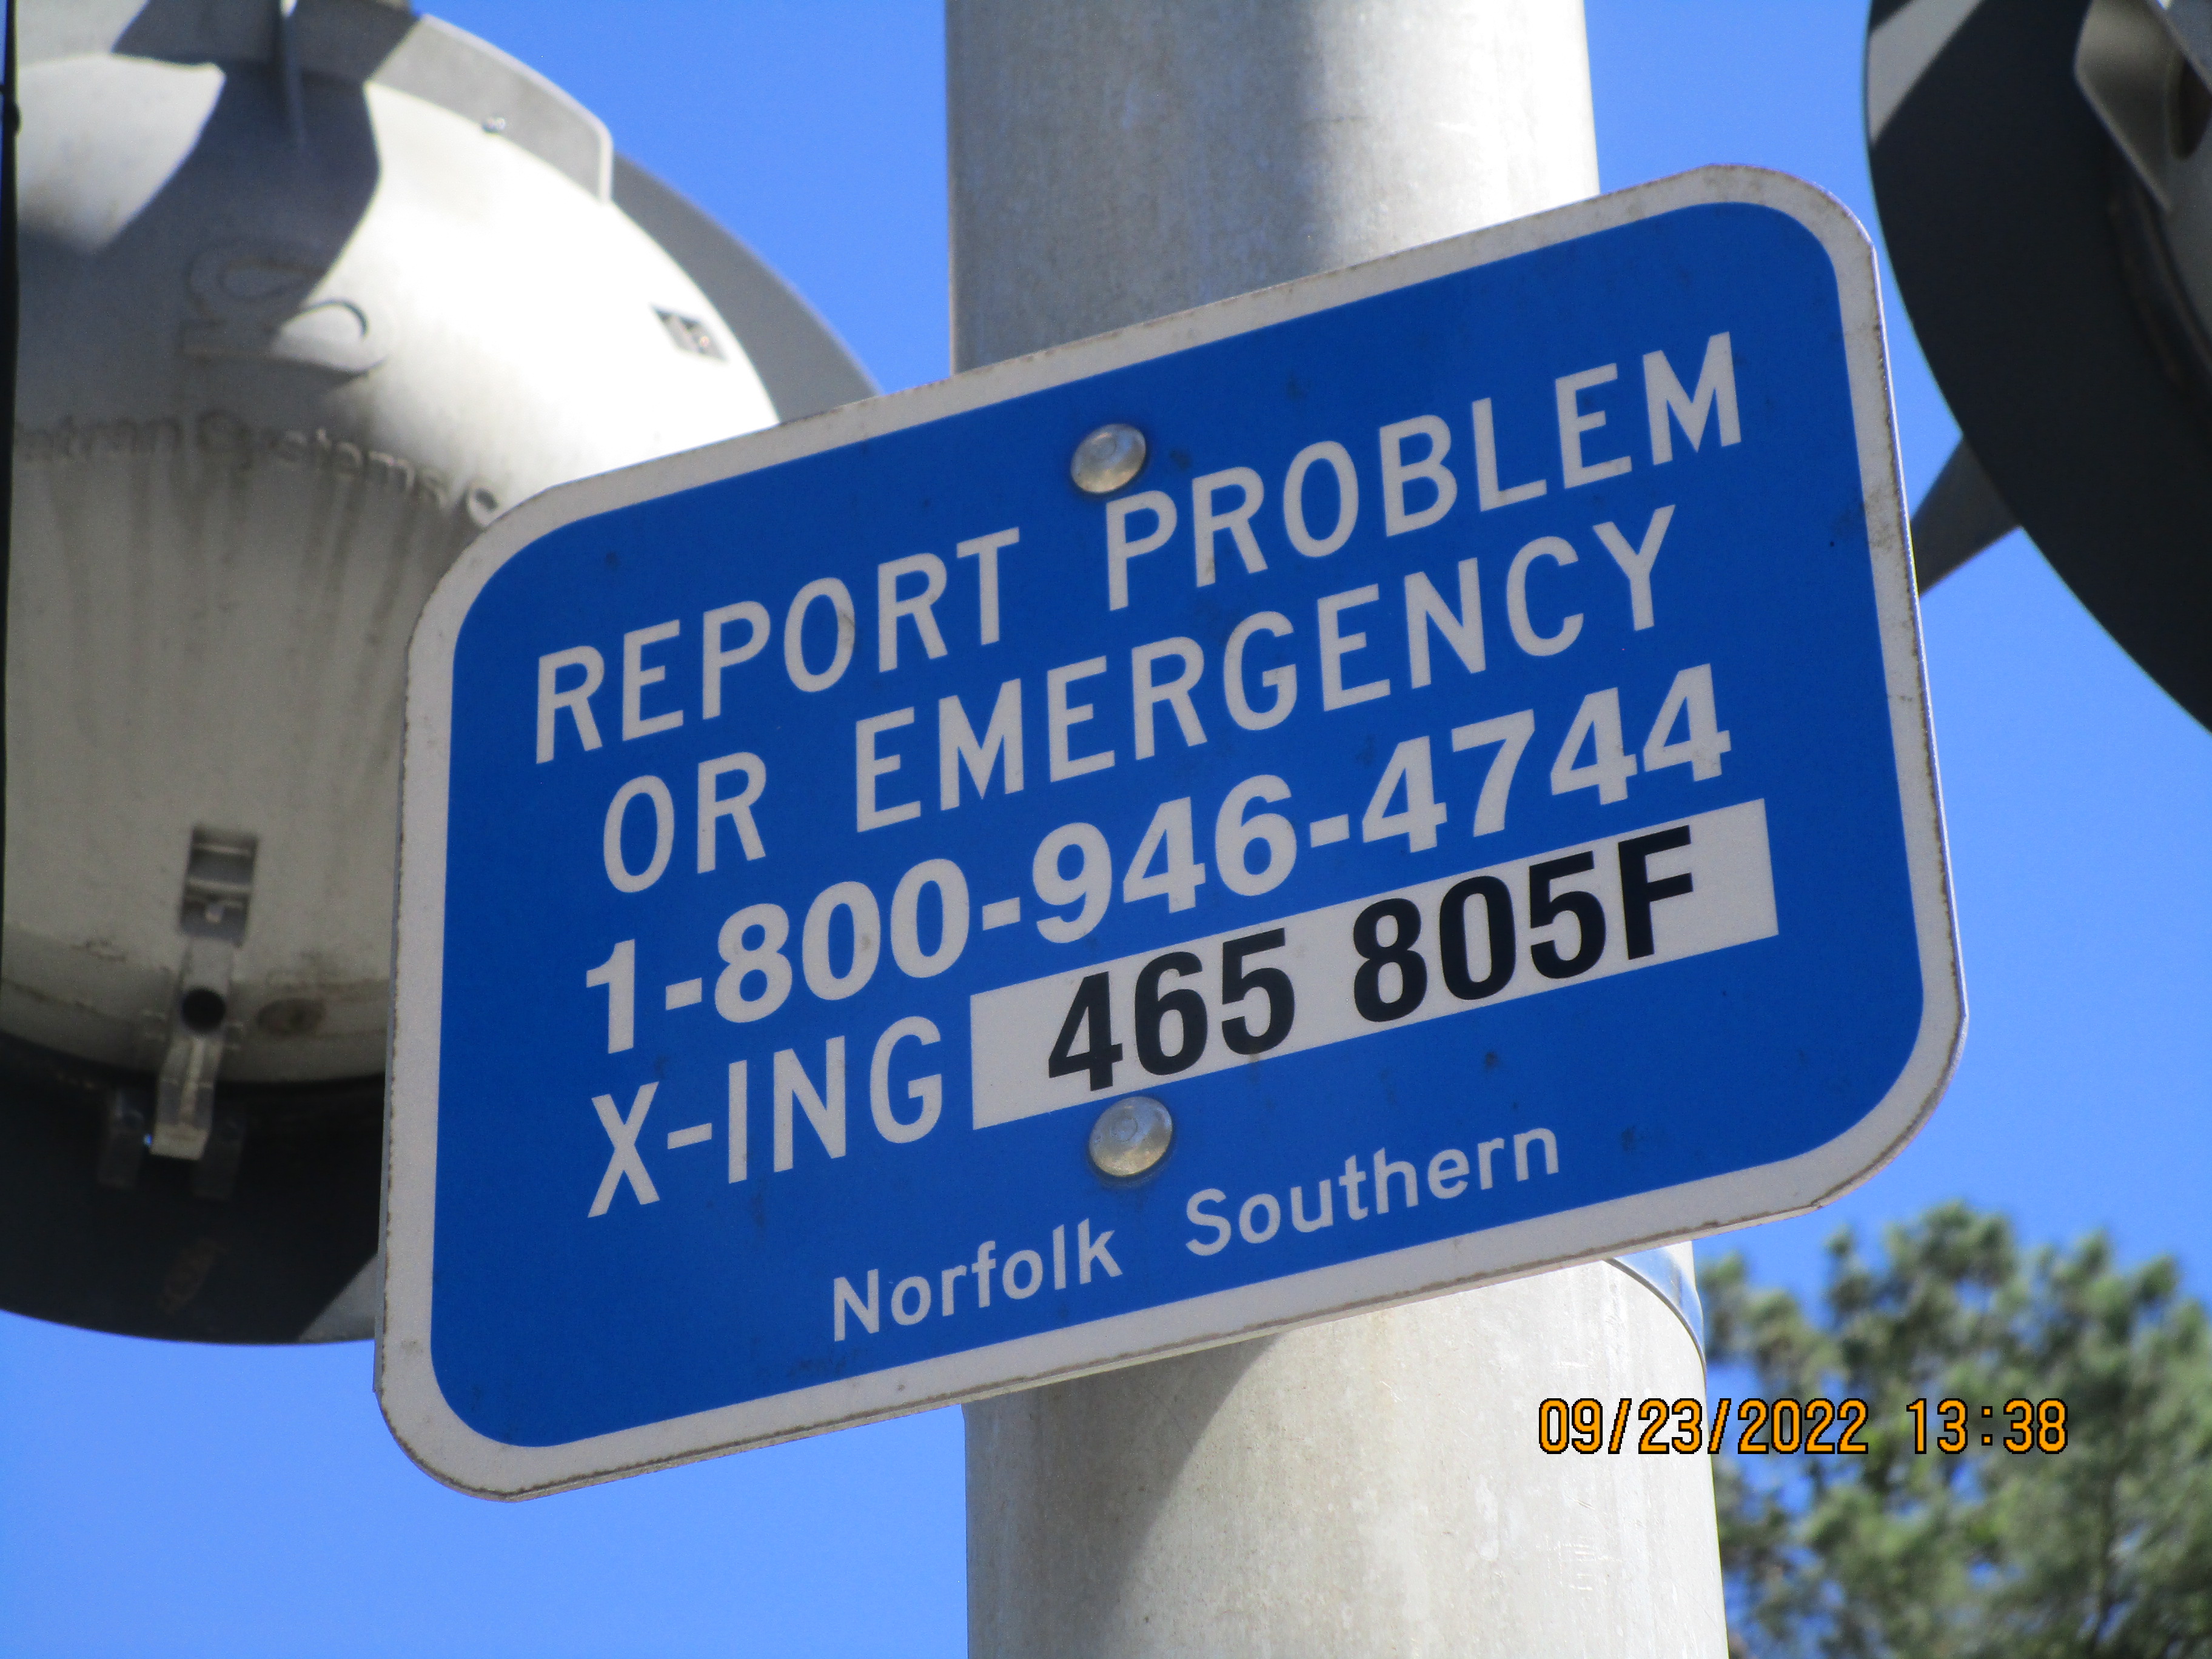 REPORT PROBLEM
OR EMERGENCY
1-800-946-4744
X-ING 465 805F
Norfolk Southern
09/23/2022 13:38